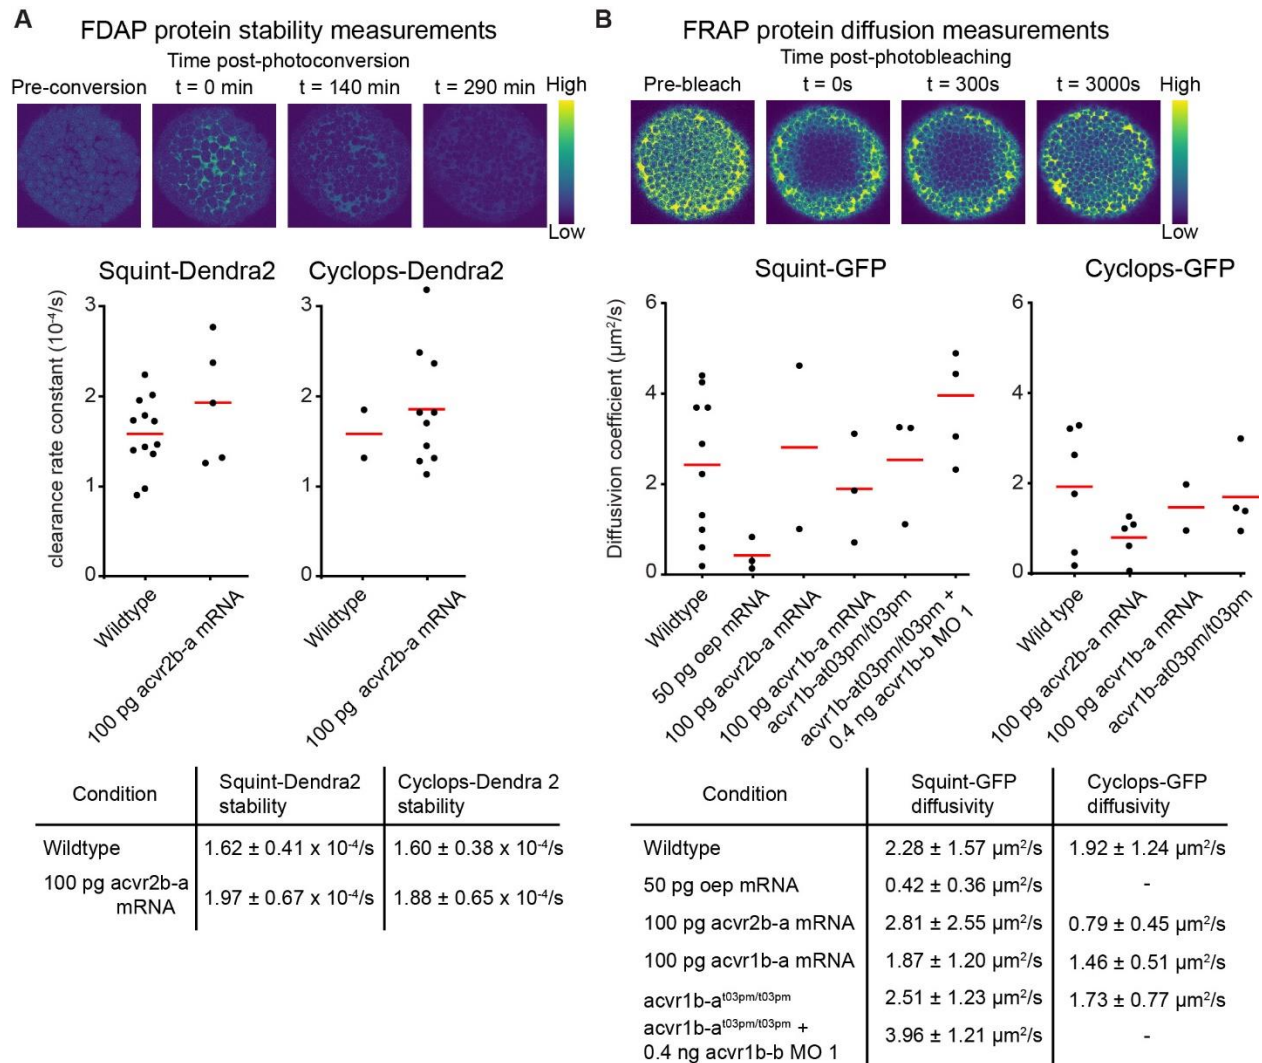 A
FDAP protein stability measurements
Time post-photoconversion
Pre-conversion t = 0 min t = 140 min t = 290 min High
Low
Squint-Dendra2 Cyclops-Dendra2
clearance rate constant (10⁻⁴/s)
3
2
1
0
3
2
1
0
Wildtype
100 pg acvr2b-a mRNA
Wildtype
100 pg acvr2b-a mRNA
Condition Squint-Dendra2 stability Cyclops-Dendra 2 stability
Wildtype 1.62 ± 0.41 x 10⁻⁴/s 1.60 ± 0.38 x 10⁻⁴/s
100 pg acvr2b-a mRNA 1.97 ± 0.67 x 10⁻⁴/s 1.88 ± 0.65 x 10⁻⁴/s
B
FRAP protein diffusion measurements
Time post-photobleaching
Pre-bleach t = 0s t = 300s t = 3000s High
Low
Squint-GFP Cyclops-GFP
Diffusivion coefficient (µm²/s)
6
4
2
0
6
4
2
0
Wildtype
50 pg oep mRNA
100 pg acvr2b-a mRNA
100 pg acvr1b-a mRNA
acvr1b-at03pm/t03pm
acvr1b-at03pm/t03pm +
0.4 ng acvr1b-b MO 1
Wild type
100 pg acvr2b-a mRNA
100 pg acvr1b-a mRNA
acvr1b-at03pm/t03pm
Condition Squint-GFP diffusivity Cyclops-GFP diffusivity
Wildtype 2.28 ± 1.57 µm²/s 1.92 ± 1.24 µm²/s
50 pg oep mRNA 0.42 ± 0.36 µm²/s -
100 pg acvr2b-a mRNA 2.81 ± 2.55 µm²/s 0.79 ± 0.45 µm²/s
100 pg acvr1b-a mRNA 1.87 ± 1.20 µm²/s 1.46 ± 0.51 µm²/s
acvr1b-a t03pm/t03pm 2.51 ± 1.23 µm²/s 1.73 ± 0.77 µm²/s
acvr1b-a t03pm/t03pm +
0.4 ng acvr1b-b MO 1 3.96 ± 1.21 µm²/s -